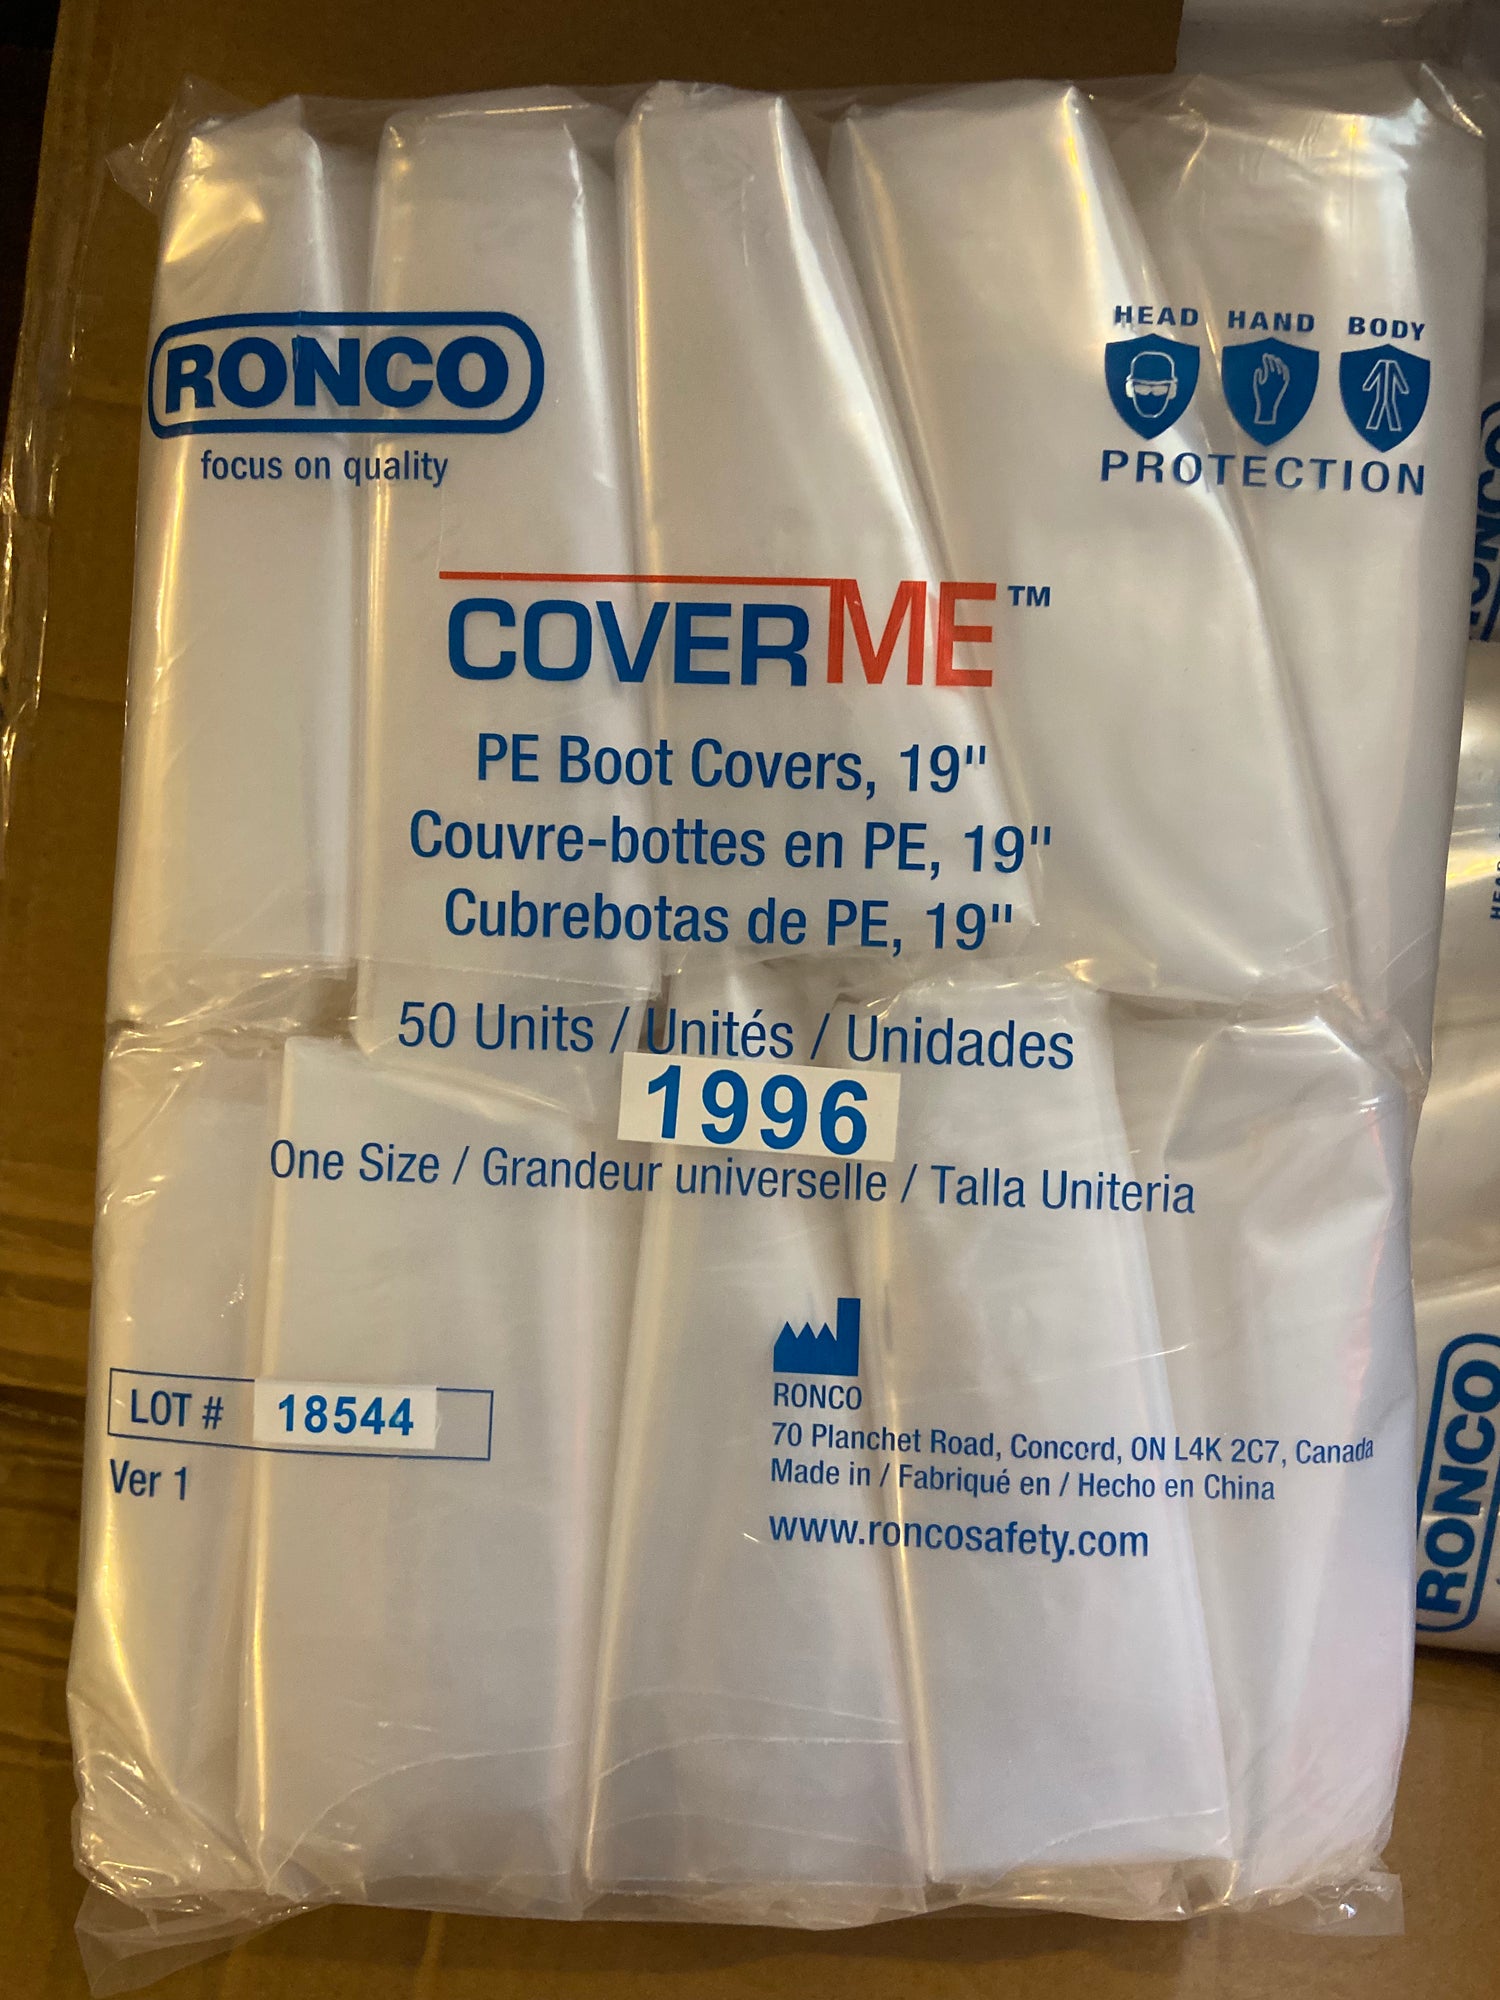 RONCO
focus on quality
HEAD HAND BODY
PROTECTION
COVERME™
PE Boot Covers, 19"
Couvre-bottes en PE, 19"
Cubrebotas de PE, 19"
50 Units / Unités / Unidades
1996
One Size / Grandeur universelle / Talla Uniteria
LOT # 18544
Ver 1
RONCO
70 Planchet Road, Concord, ON L4K 2C7, Canada
Made in / Fabriqué en / Hecho en China
www.roncosafety.com
RONCO